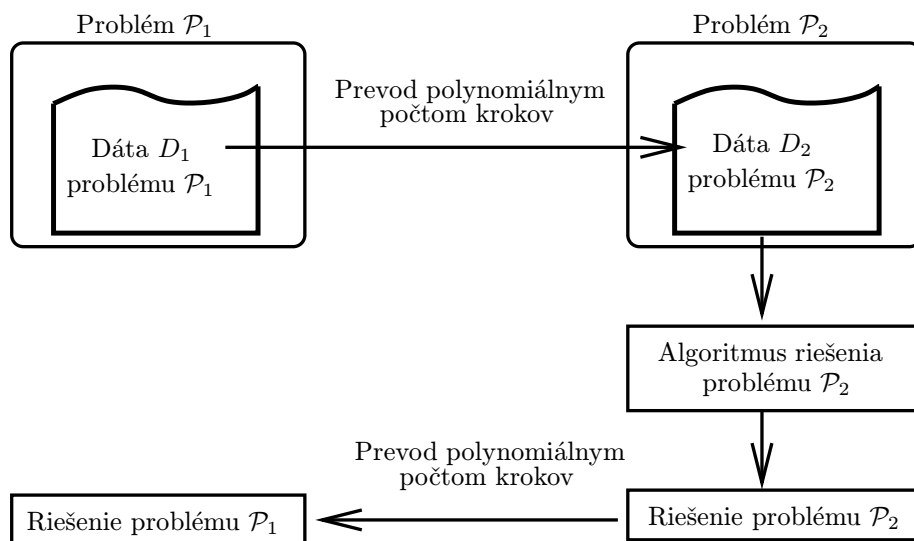 Problém 𝒫₁
Problém 𝒫₂
Prevod polynomiálnym
počtom krokov
Dáta D₁
problému 𝒫₁
Dáta D₂
problému 𝒫₂
Algoritmus riešenia
problému 𝒫₂
Prevod polynomiálnym
počtom krokov
Riešenie problému 𝒫₁
Riešenie problému 𝒫₂